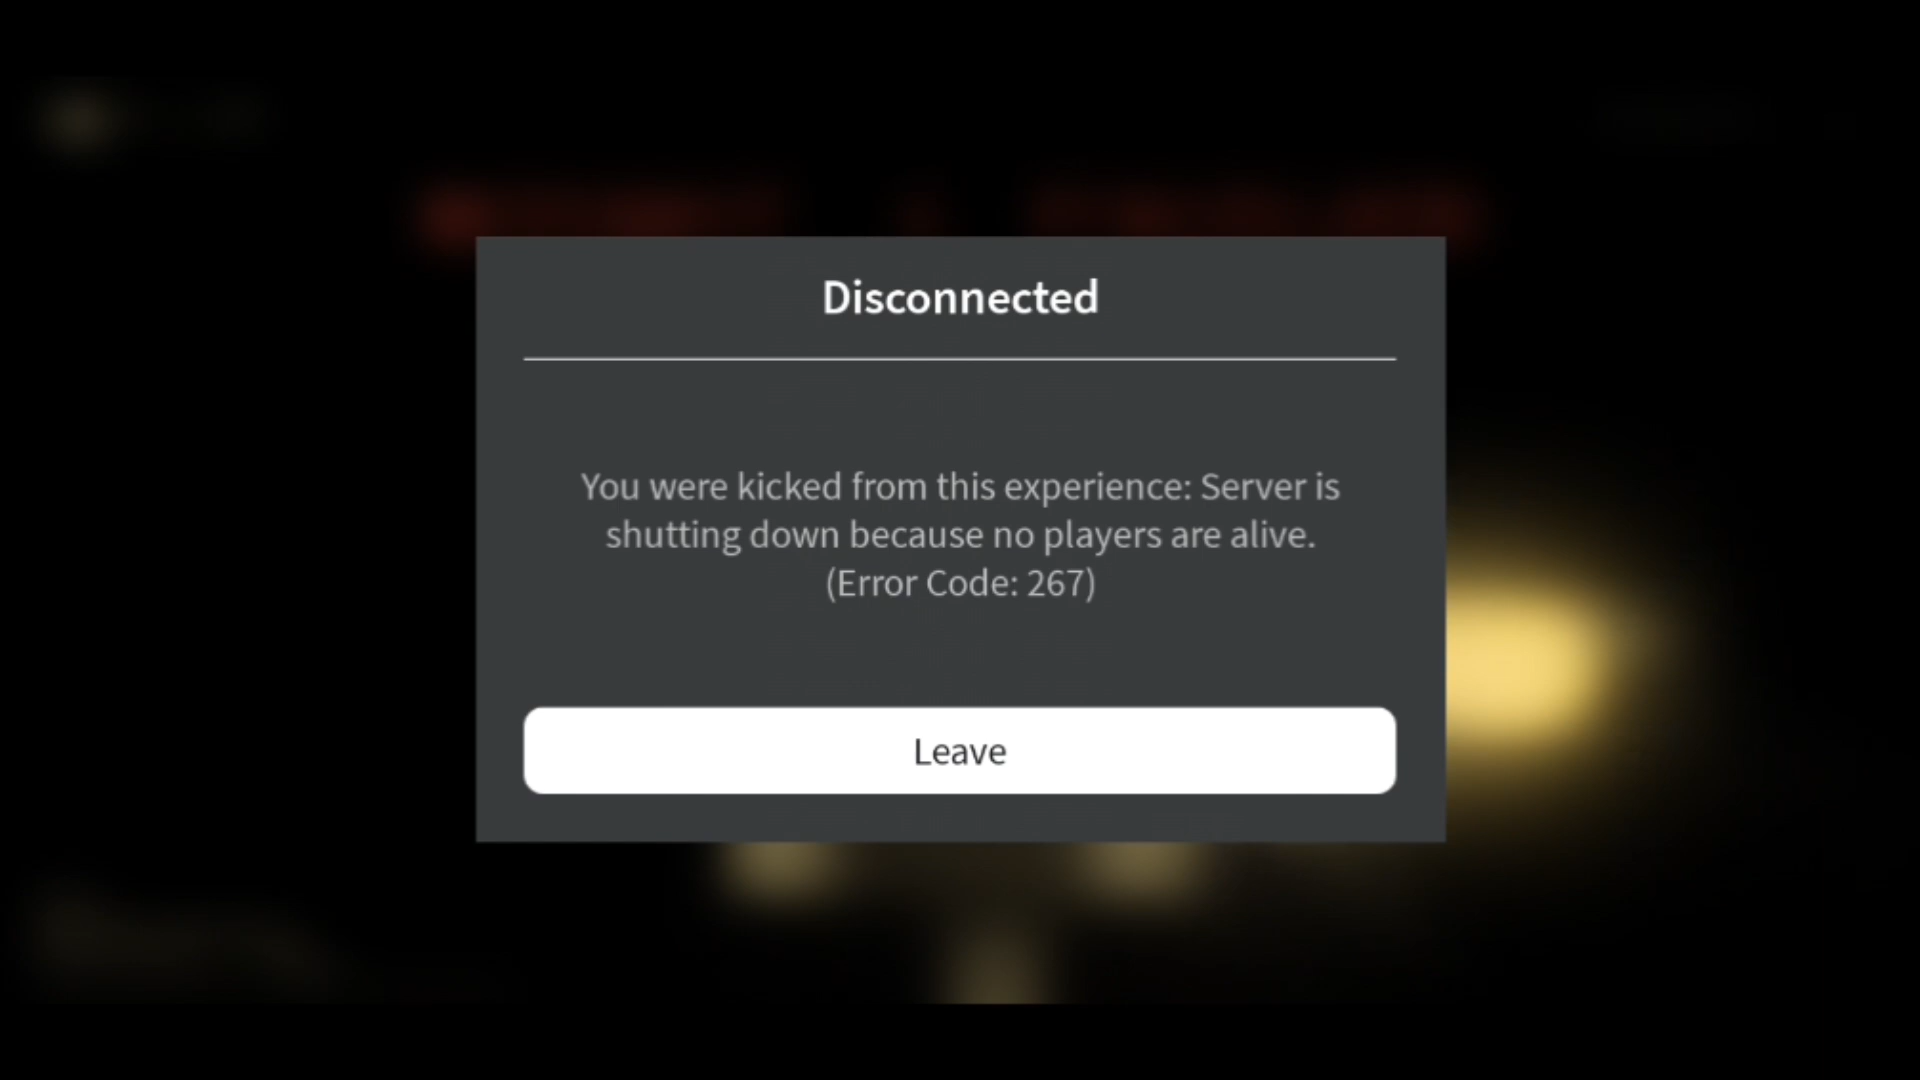 Disconnected
You were kicked from this experience: Server is
shutting down because no players are alive.
(Error Code: 267)
Leave